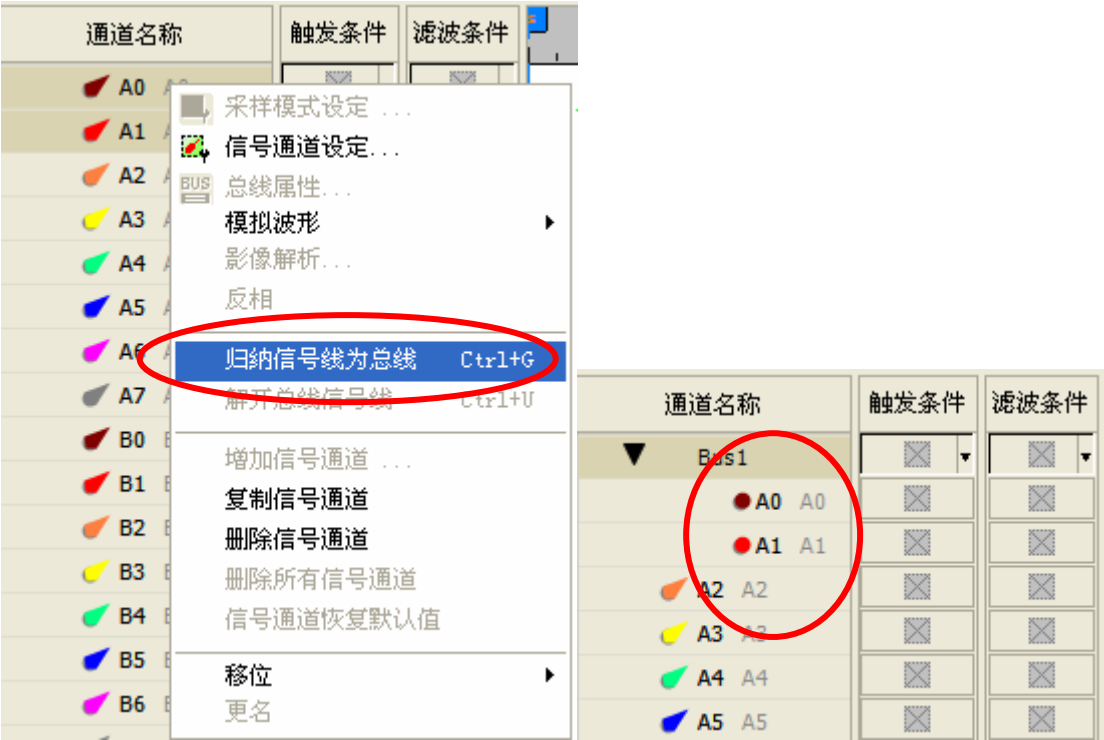 通道名称 触发条件 滤波条件 s
A0
A1
A2
A3
A4
A5
A6
A7
B0
B1
B2
B3
B4
B5
B6
采样模式设定 ...
信号通道设定...
BUS 总线属性...
模拟波形
影像解析...
反相
归纳信号线为总线 Ctrl+G
解开总线信号线 Ctrl+U
增加信号通道 ...
复制信号通道
删除信号通道
删除所有信号通道
信号通道恢复默认值
移位
更名
通道名称 触发条件 滤波条件
Bus1
A0 A0
A1 A1
A2 A2
A3 A3
A4 A4
A5 A5